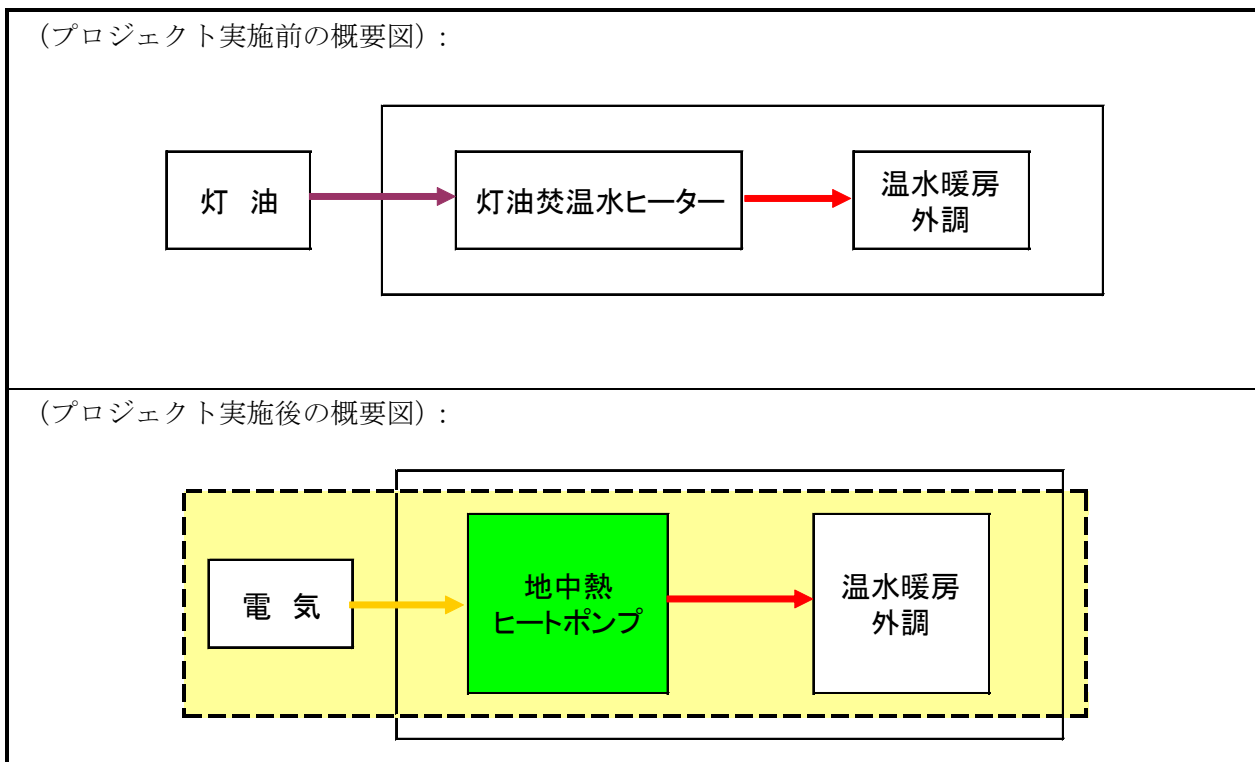 (プロジェクト実施前の概要図):
灯 油
灯油焚温水ヒーター
温水暖房
外調
(プロジェクト実施後の概要図):
電 気
地中熱
ヒートポンプ
温水暖房
外調